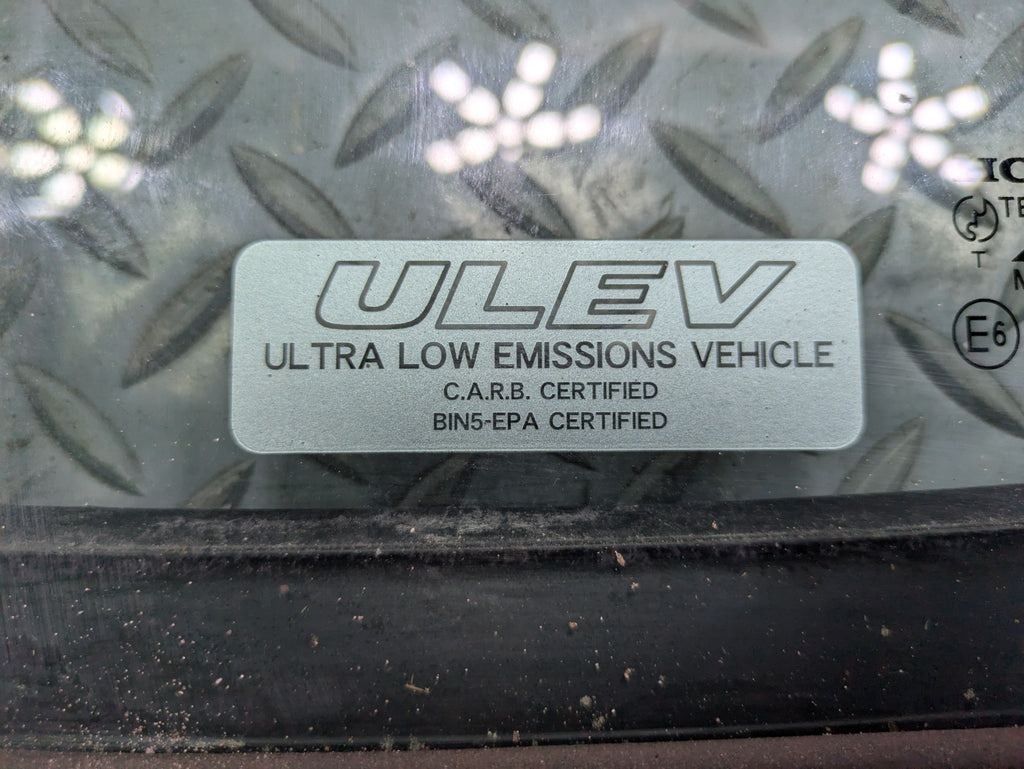 ULEV
ULTRA LOW EMISSIONS VEHICLE
C.A.R.B. CERTIFIED
BIN5-EPA CERTIFIED
T
E6